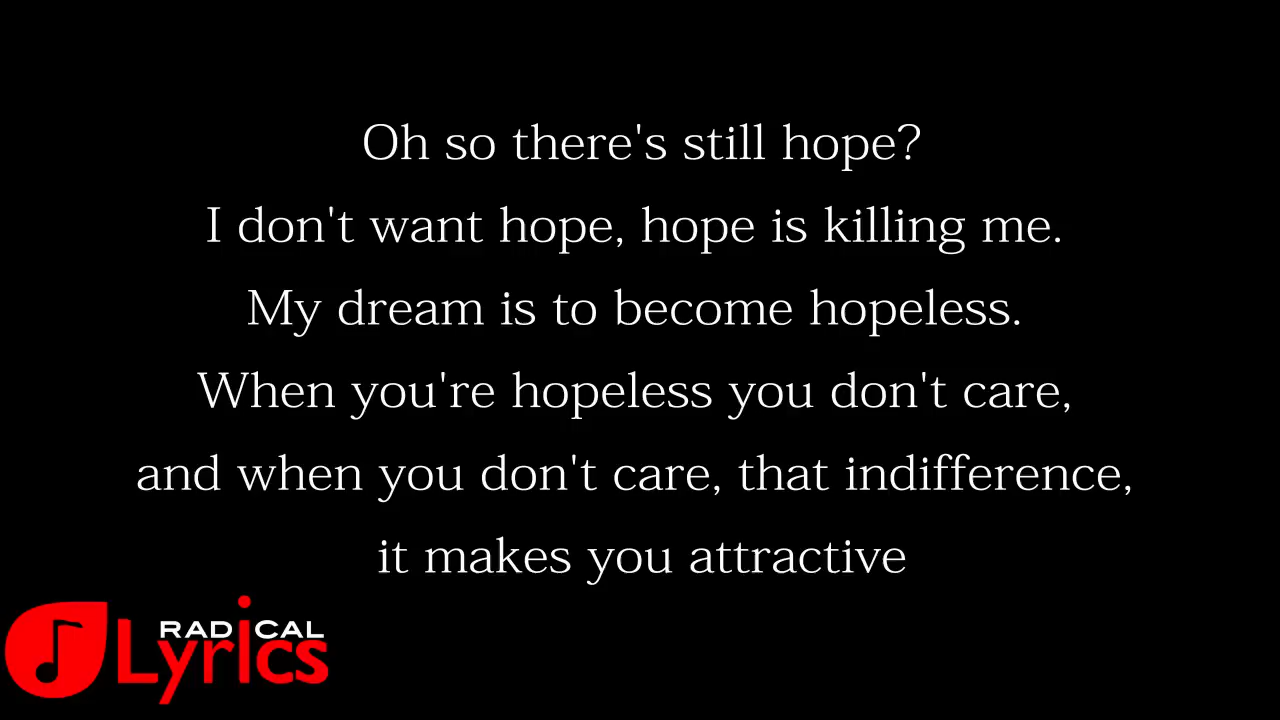 Oh so there's still hope?
I don't want hope, hope is killing me.
My dream is to become hopeless.
When you're hopeless you don't care,
and when you don't care, that indifference,
it makes you attractive
RADICAL
Lyrics